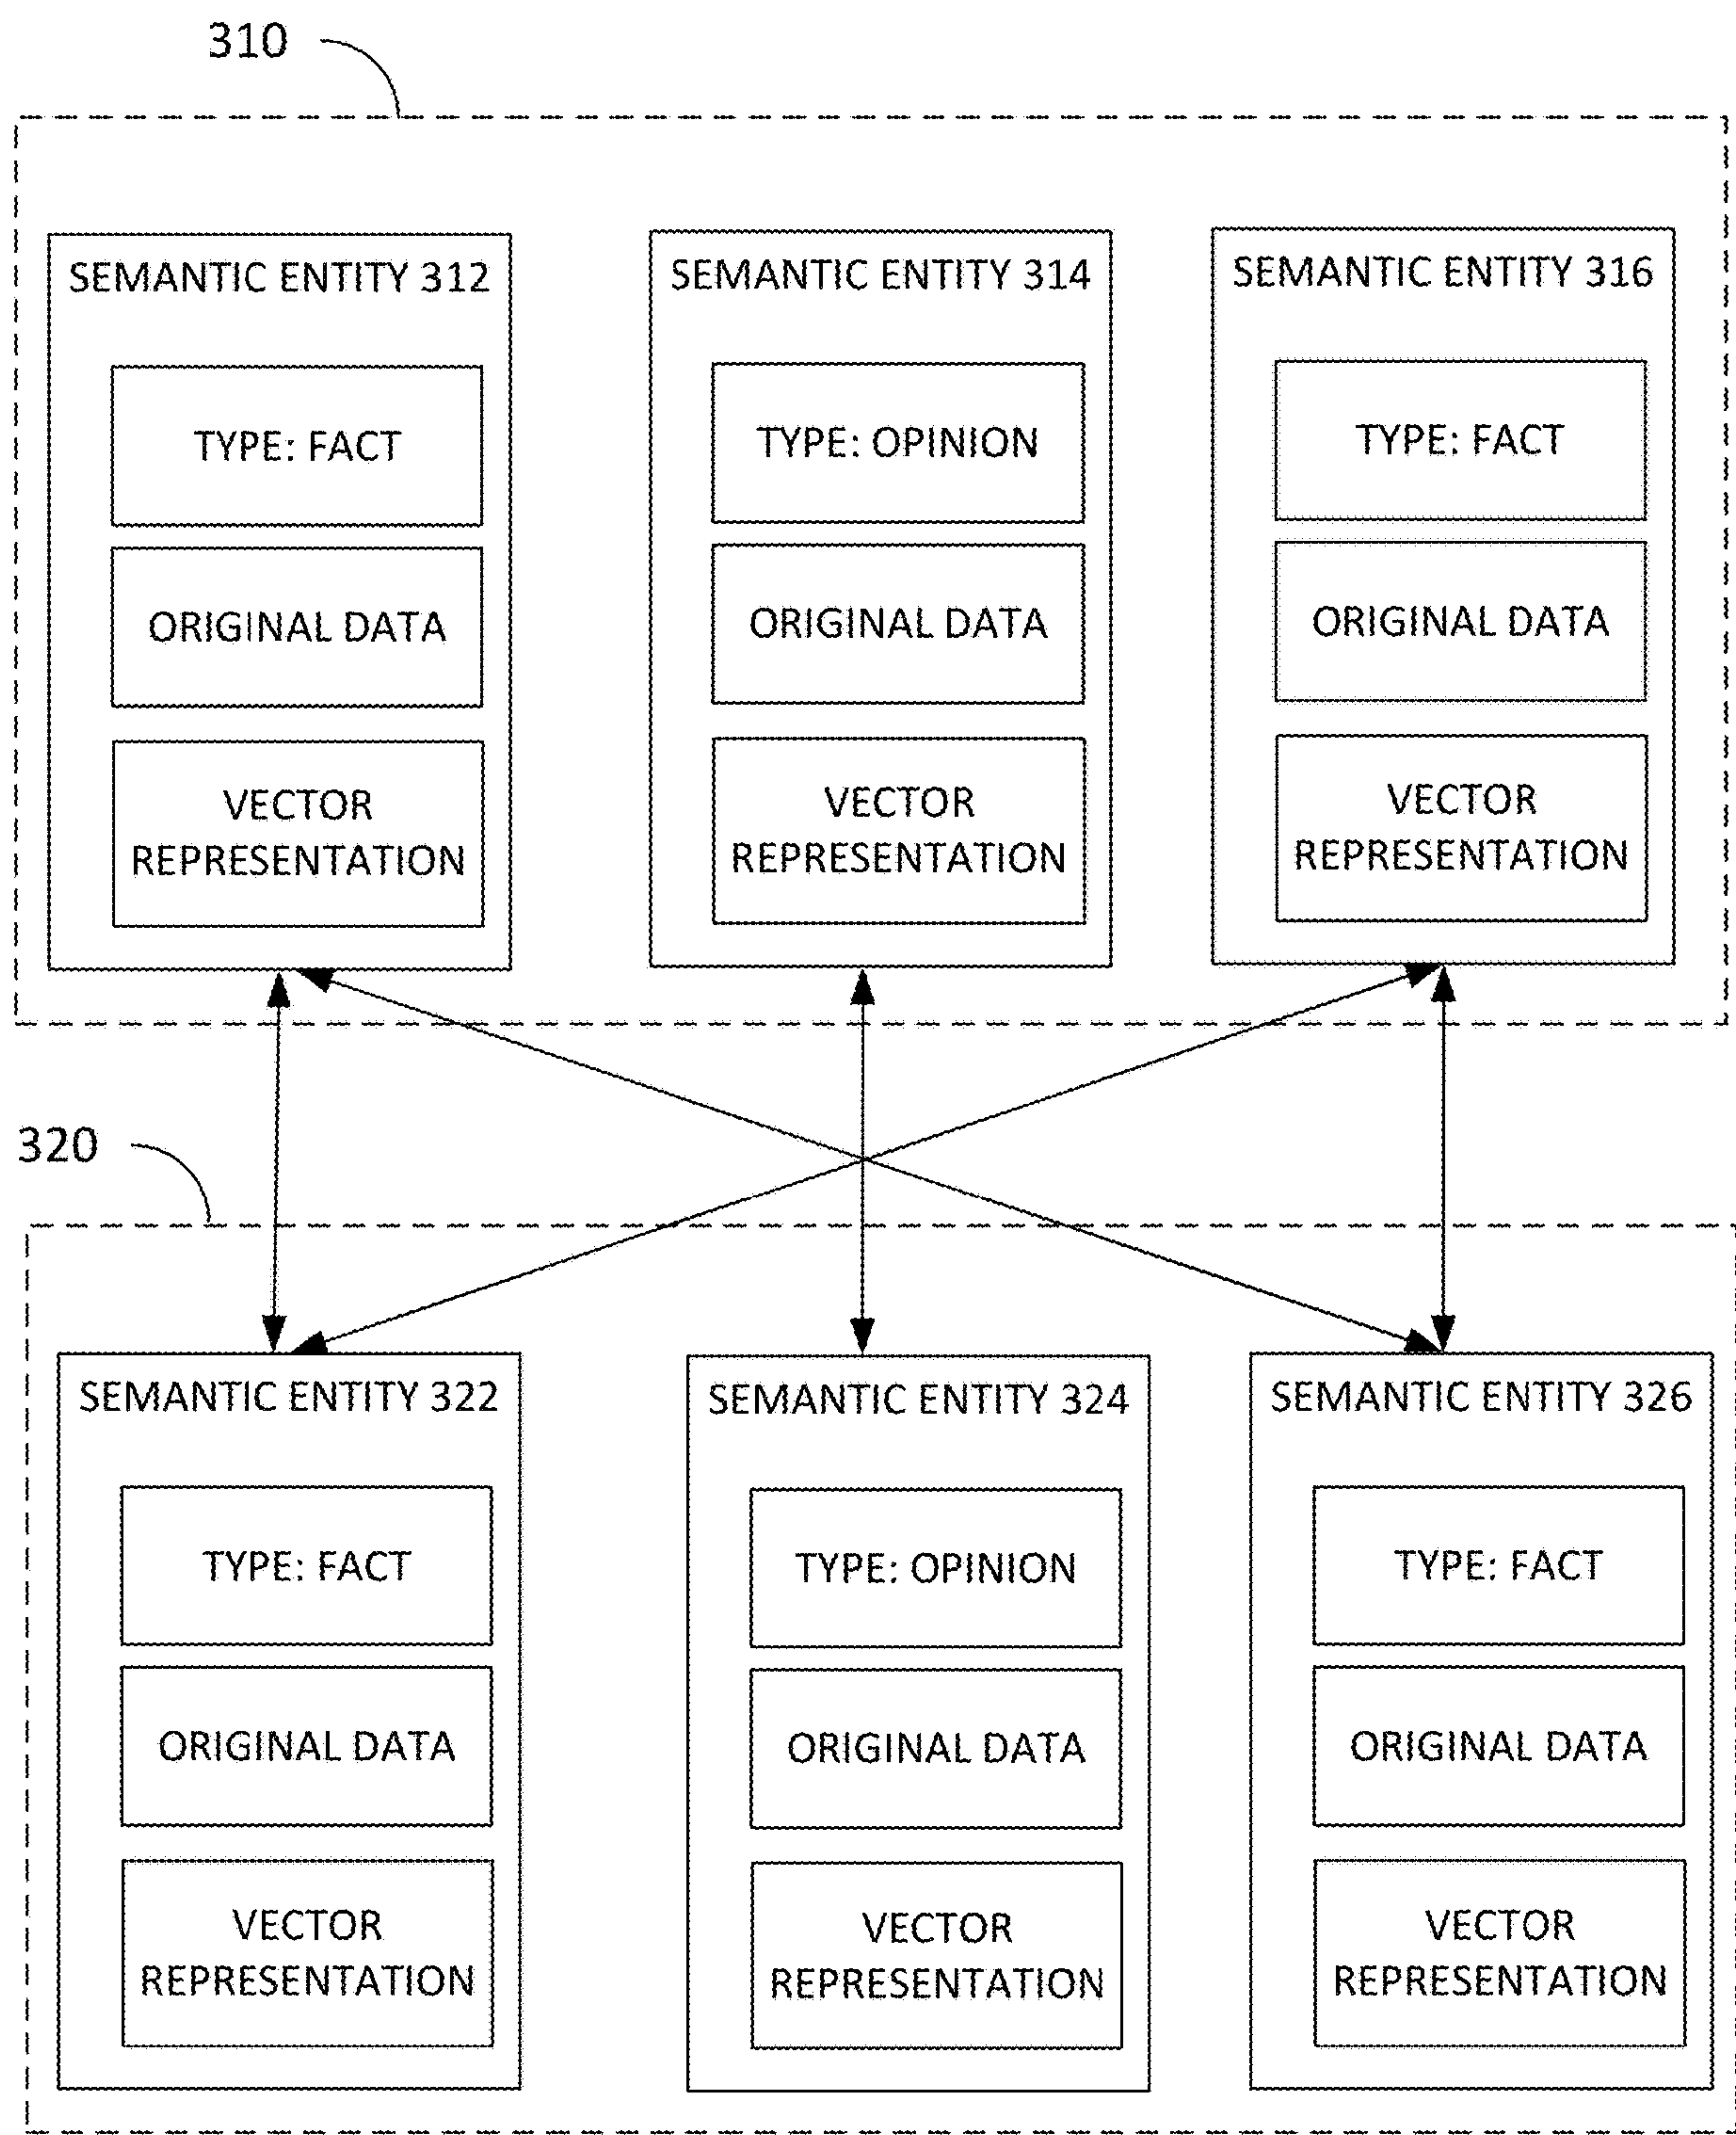 310
SEMANTIC ENTITY 312
TYPE: FACT
ORIGINAL DATA
VECTOR
REPRESENTATION
SEMANTIC ENTITY 314
TYPE: OPINION
ORIGINAL DATA
VECTOR
REPRESENTATION
SEMANTIC ENTITY 316
TYPE: FACT
ORIGINAL DATA
VECTOR
REPRESENTATION
320
SEMANTIC ENTITY 322
TYPE: FACT
ORIGINAL DATA
VECTOR
REPRESENTATION
SEMANTIC ENTITY 324
TYPE: OPINION
ORIGINAL DATA
VECTOR
REPRESENTATION
SEMANTIC ENTITY 326
TYPE: FACT
ORIGINAL DATA
VECTOR
REPRESENTATION